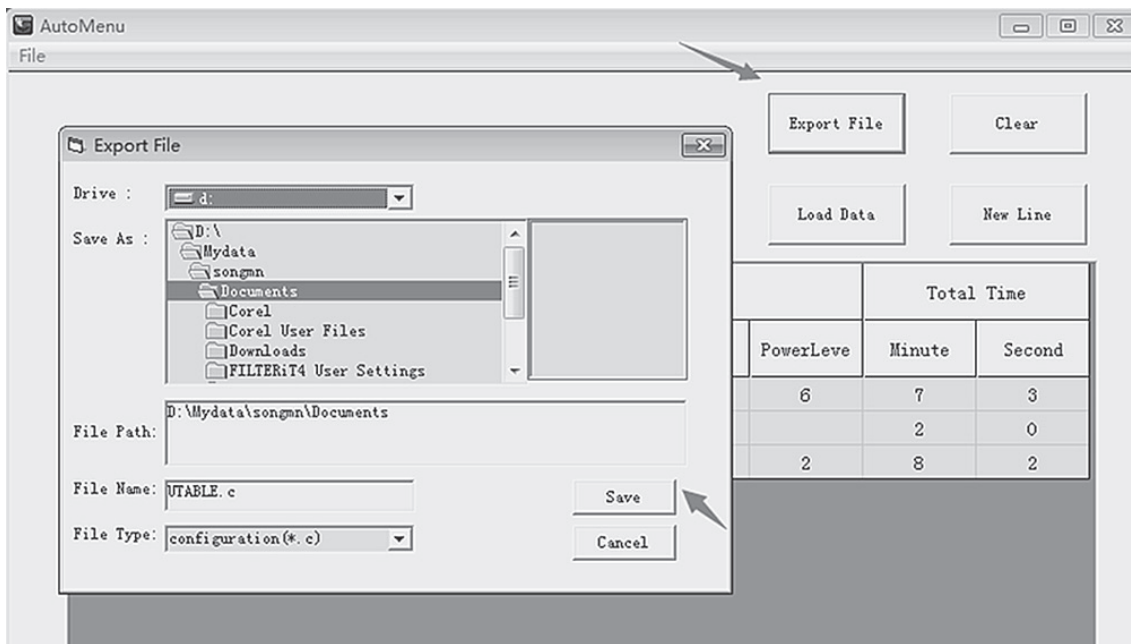 AutoMenu
File
Export File
Clear
Load Data
New Line
Export File
Drive :
d:
Save As :
D:\
Mydata
songmn
Documents
Corel
Corel User Files
Downloads
FILTERiT4 User Settings
File Path:
D:\Mydata\songmn\Documents
File Name:
UTABLE.c
Save
File Type:
configuration(*.c)
Cancel
Total Time
PowerLeve Minute Second
6 7 3
2 0
2 8 2